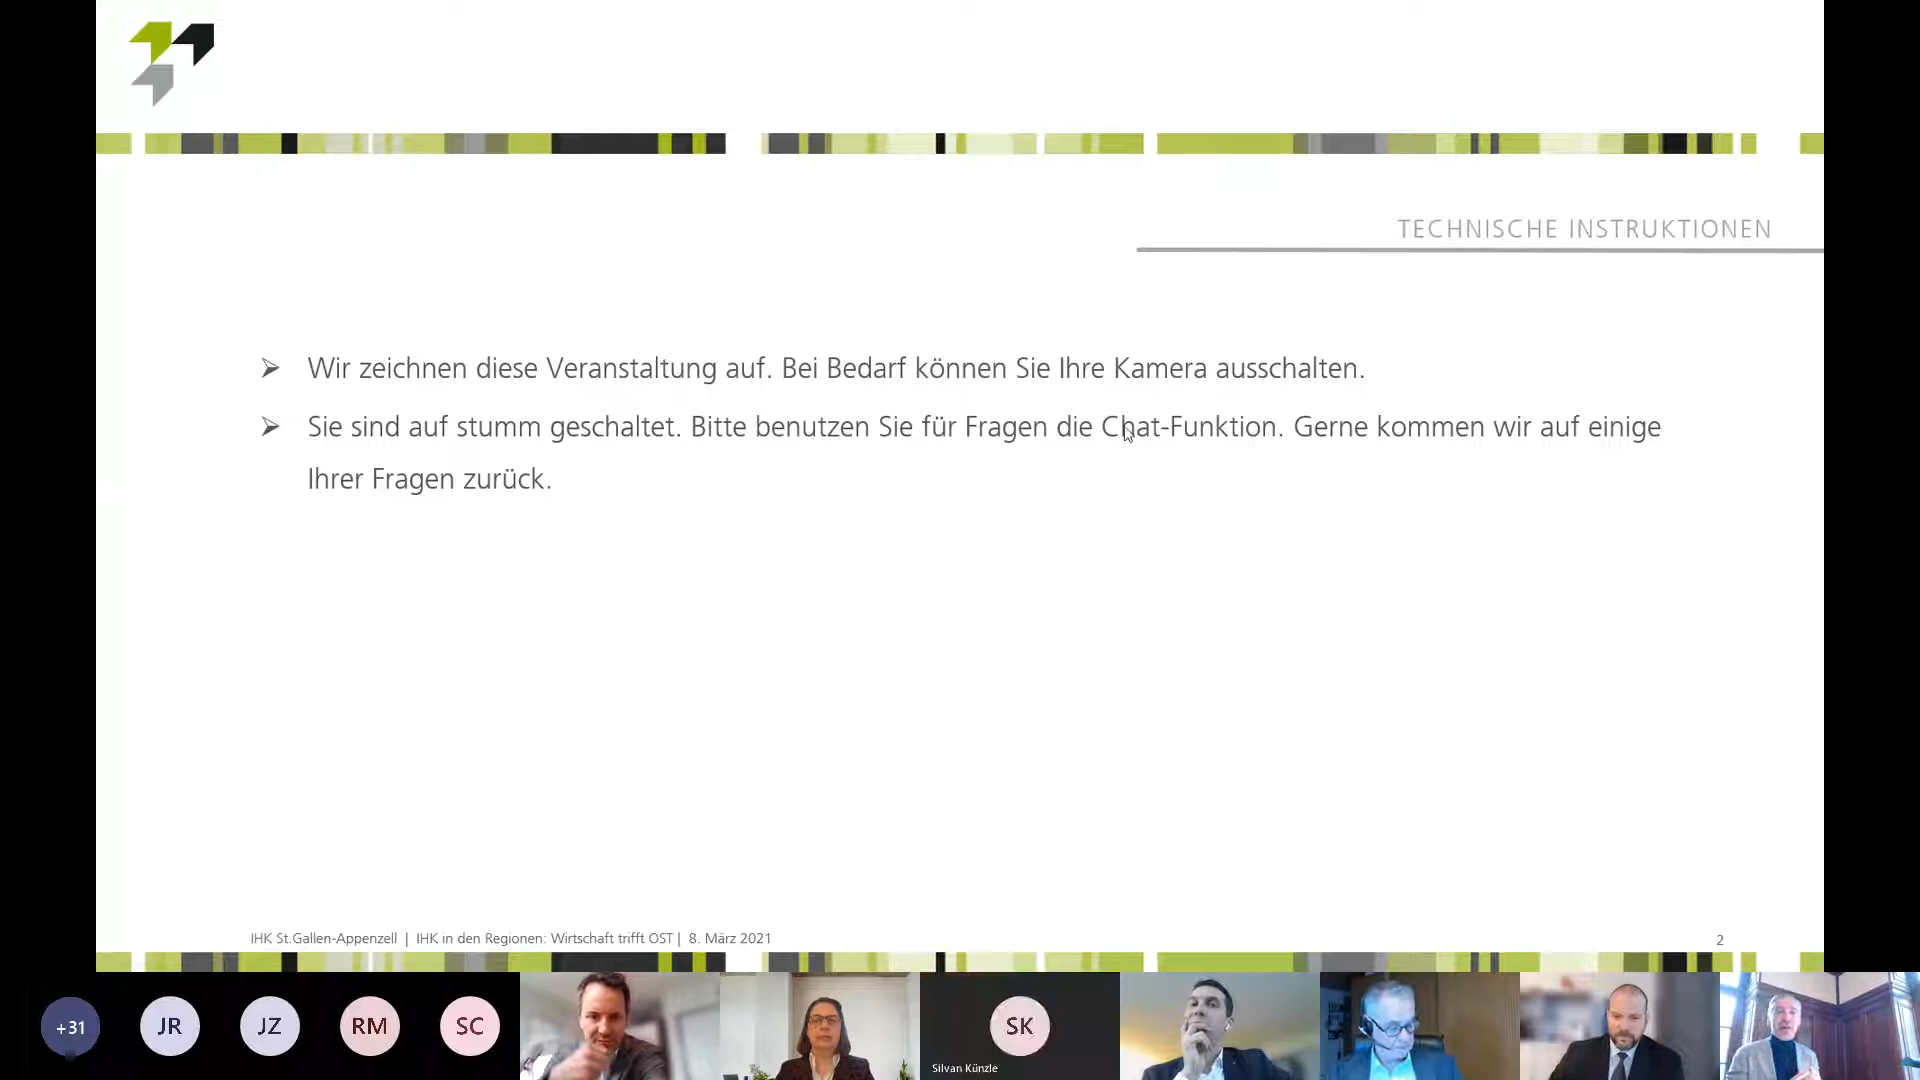 TECHNISCHE INSTRUKTIONEN
➢ Wir zeichnen diese Veranstaltung auf. Bei Bedarf können Sie Ihre Kamera ausschalten.
➢ Sie sind auf stumm geschaltet. Bitte benutzen Sie für Fragen die Chat-Funktion. Gerne kommen wir auf einige
Ihrer Fragen zurück.
IHK St.Gallen-Appenzell | IHK in den Regionen: Wirtschaft trifft OST | 8. März 2021
2
+31
JR
JZ
RM
SC
SK
Silvan Künzle